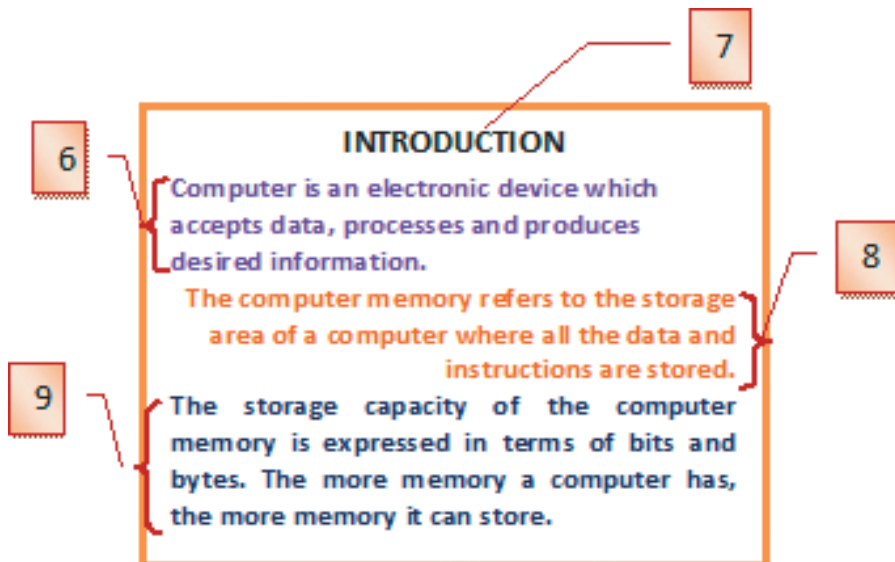 7
INTRODUCTION
6
Computer is an electronic device which
accepts data, processes and produces
desired information.
8
The computer memory refers to the storage
area of a computer where all the data and
instructions are stored.
9
The storage capacity of the computer
memory is expressed in terms of bits and
bytes. The more memory a computer has,
the more memory it can store.